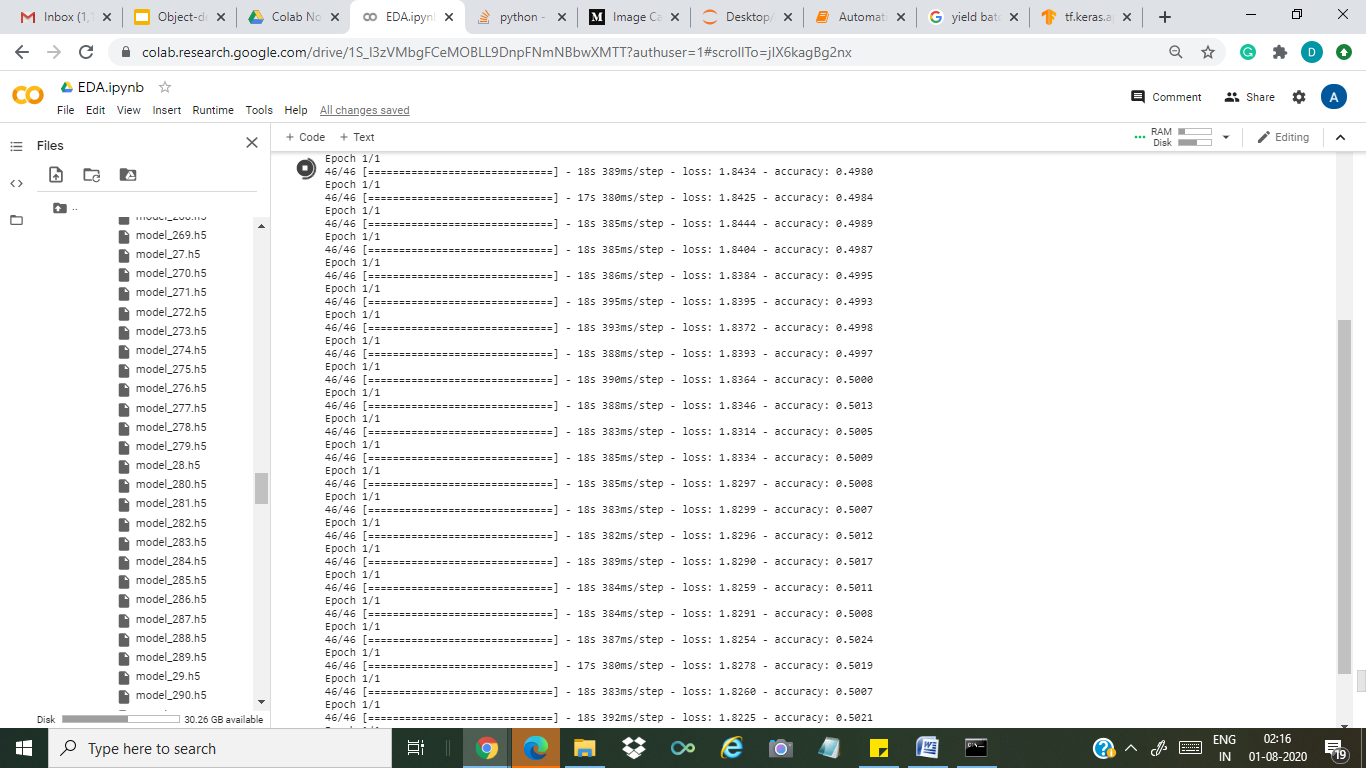 Inbox (1,1
Object-de
Colab No
EDA.ipyn
python -
Image Ca
Desktop/
Automati
yield batc
tf.keras.ap
colab.research.google.com/drive/1S_I3zVMbgFCeMOBLL9DnpFNmNBbwXMTT?authuser=1#scrollTo=jIX6kagBg2nx
D
EDA.ipynb
File Edit View Insert Runtime Tools Help All changes saved
Comment Share A
Files
+ Code + Text
RAM
Disk
Editing
..
model_268.h5
model_269.h5
model_27.h5
model_270.h5
model_271.h5
model_272.h5
model_273.h5
model_274.h5
model_275.h5
model_276.h5
model_277.h5
model_278.h5
model_279.h5
model_28.h5
model_280.h5
model_281.h5
model_282.h5
model_283.h5
model_284.h5
model_285.h5
model_286.h5
model_287.h5
model_288.h5
model_289.h5
model_29.h5
model_290.h5
Disk 30.26 GB available
Epoch 1/1
46/46 [==============================] - 18s 389ms/step - loss: 1.8434 - accuracy: 0.4980
Epoch 1/1
46/46 [==============================] - 17s 380ms/step - loss: 1.8425 - accuracy: 0.4984
Epoch 1/1
46/46 [==============================] - 18s 385ms/step - loss: 1.8444 - accuracy: 0.4989
Epoch 1/1
46/46 [==============================] - 18s 385ms/step - loss: 1.8404 - accuracy: 0.4987
Epoch 1/1
46/46 [==============================] - 18s 386ms/step - loss: 1.8384 - accuracy: 0.4995
Epoch 1/1
46/46 [==============================] - 18s 395ms/step - loss: 1.8395 - accuracy: 0.4993
Epoch 1/1
46/46 [==============================] - 18s 393ms/step - loss: 1.8372 - accuracy: 0.4998
Epoch 1/1
46/46 [==============================] - 18s 388ms/step - loss: 1.8393 - accuracy: 0.4997
Epoch 1/1
46/46 [==============================] - 18s 390ms/step - loss: 1.8364 - accuracy: 0.5000
Epoch 1/1
46/46 [==============================] - 18s 388ms/step - loss: 1.8346 - accuracy: 0.5013
Epoch 1/1
46/46 [==============================] - 18s 383ms/step - loss: 1.8314 - accuracy: 0.5005
Epoch 1/1
46/46 [==============================] - 18s 385ms/step - loss: 1.8334 - accuracy: 0.5009
Epoch 1/1
46/46 [==============================] - 18s 385ms/step - loss: 1.8297 - accuracy: 0.5008
Epoch 1/1
46/46 [==============================] - 18s 383ms/step - loss: 1.8299 - accuracy: 0.5007
Epoch 1/1
46/46 [==============================] - 18s 382ms/step - loss: 1.8296 - accuracy: 0.5012
Epoch 1/1
46/46 [==============================] - 18s 389ms/step - loss: 1.8290 - accuracy: 0.5017
Epoch 1/1
46/46 [==============================] - 18s 384ms/step - loss: 1.8259 - accuracy: 0.5011
Epoch 1/1
46/46 [==============================] - 18s 384ms/step - loss: 1.8291 - accuracy: 0.5008
Epoch 1/1
46/46 [==============================] - 18s 387ms/step - loss: 1.8254 - accuracy: 0.5024
Epoch 1/1
46/46 [==============================] - 17s 380ms/step - loss: 1.8278 - accuracy: 0.5019
Epoch 1/1
46/46 [==============================] - 18s 383ms/step - loss: 1.8260 - accuracy: 0.5007
Epoch 1/1
46/46 [==============================] - 18s 392ms/step - loss: 1.8225 - accuracy: 0.5021
Epoch 1/1
Type here to search
ENG
IN
02:16
01-08-2020
19